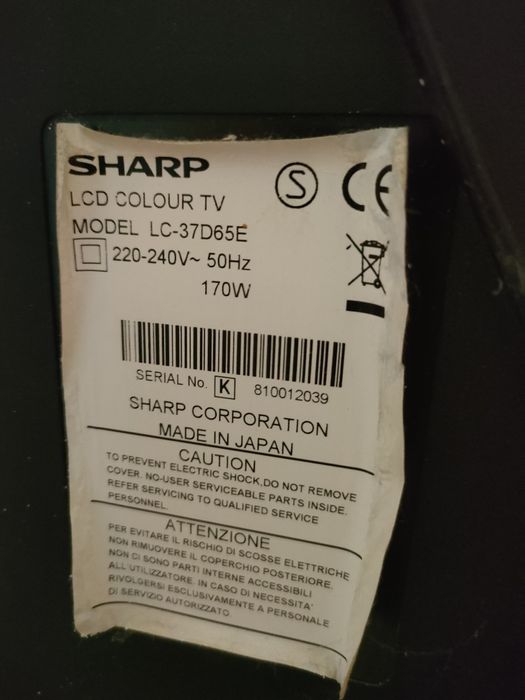 SHARP
S
CE
LCD COLOUR TV
MODEL LC-37D65E
220-240V~ 50Hz
170W
SERIAL No. K 810012039
SHARP CORPORATION
MADE IN JAPAN
CAUTION
TO PREVENT ELECTRIC SHOCK,DO NOT REMOVE
COVER. NO-USER SERVICEABLE PARTS INSIDE.
REFER SERVICING TO QUALIFIED SERVICE
PERSONNEL.
ATTENZIONE
PER EVITARE IL RISCHIO DI SCOSSE ELETTRICHE
NON RIMUOVERE IL COPERCHIO POSTERIORE.
NON CI SONO PARTI INTERNE ACCESSIBILI
ALL'UTILIZZATORE. IN CASO DI NECESSITA'
RIVOLGERSI ESCLUSIVAMENTE A PERSONALE
DI SERVIZIO AUTORIZZATO.